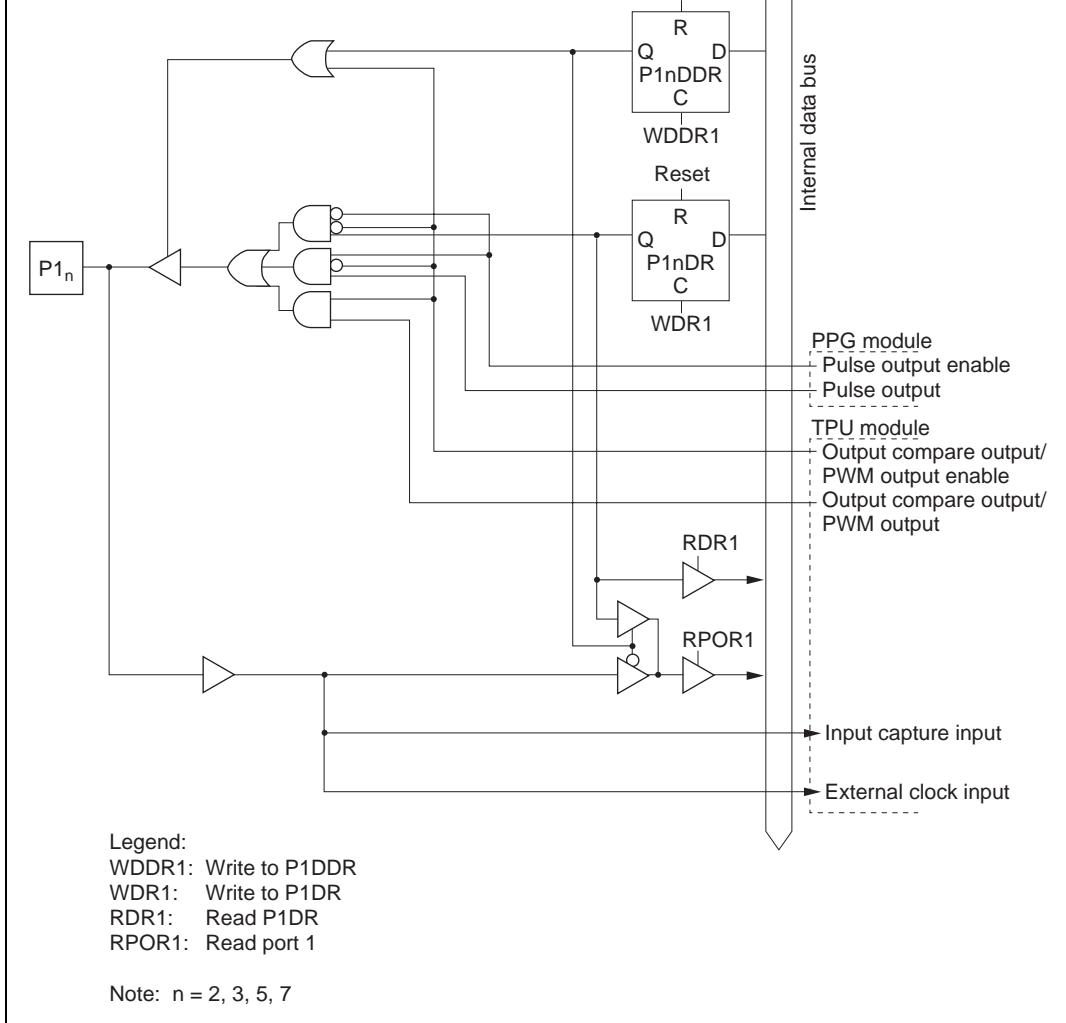 R
Q D
P1nDDR
C
WDDR1
Internal data bus
Reset
R
Q D
P1nDR
C
WDR1
P1n
PPG module
Pulse output enable
Pulse output
TPU module
Output compare output/
PWM output enable
Output compare output/
PWM output
RDR1
RPOR1
Input capture input
External clock input
Legend:
WDDR1: Write to P1DDR
WDR1: Write to P1DR
RDR1: Read P1DR
RPOR1: Read port 1
Note: n = 2, 3, 5, 7